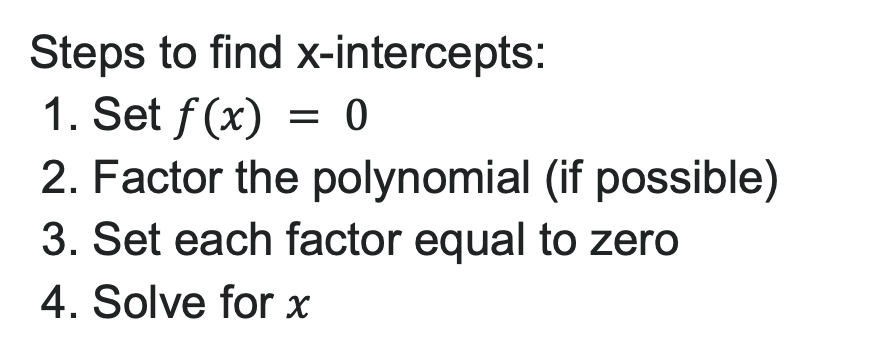 Steps to find x-intercepts:
1. Set f(x) = 0
2. Factor the polynomial (if possible)
3. Set each factor equal to zero
4. Solve for x